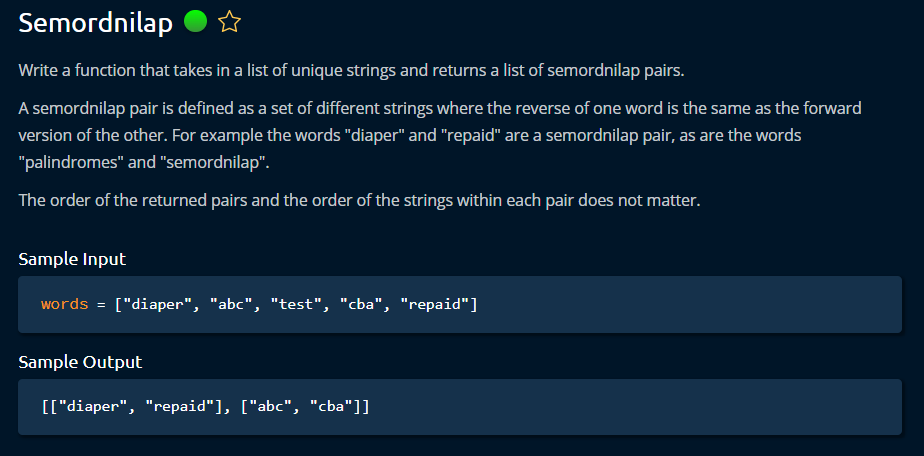 Semordnilap
Write a function that takes in a list of unique strings and returns a list of semordnilap pairs.
A semordnilap pair is defined as a set of different strings where the reverse of one word is the same as the forward
version of the other. For example the words "diaper" and "repaid" are a semordnilap pair, as are the words
"palindromes" and "semordnilap".
The order of the returned pairs and the order of the strings within each pair does not matter.
Sample Input
words = ["diaper", "abc", "test", "cba", "repaid"]
Sample Output
[["diaper", "repaid"], ["abc", "cba"]]